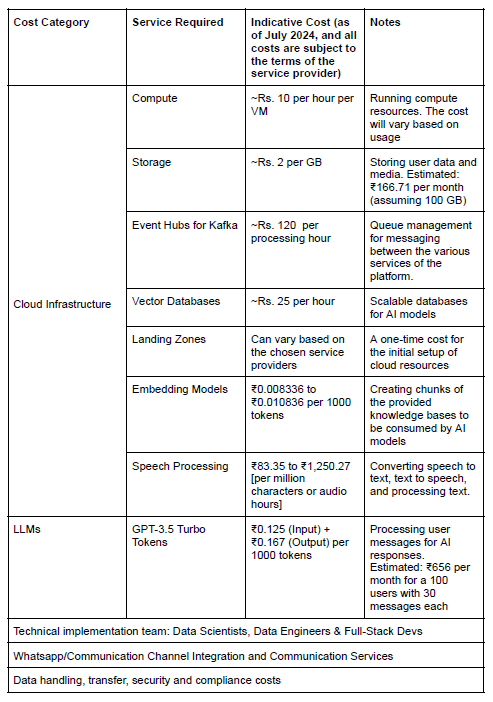 Cost Category
Service Required
Indicative Cost (as
of July 2024, and all
costs are subject to
the terms of the
service provider)
Notes
Cloud Infrastructure
Compute
~Rs. 10 per hour per
VM
Running compute
resources. The cost
will vary based on
usage
Storage
~Rs. 2 per GB
Storing user data and
media. Estimated:
₹166.71 per month
(assuming 100 GB)
Event Hubs for Kafka
~Rs. 120 per
processing hour
Queue management
for messaging
between the various
services of the
platform.
Vector Databases
~Rs. 25 per hour
Scalable databases
for AI models
Landing Zones
Can vary based on
the chosen service
providers
A one-time cost for
the initial setup of
cloud resources
Embedding Models
₹0.008336 to
₹0.010836 per 1000
tokens
Creating chunks of
the provided
knowledge bases to
be consumed by AI
models
Speech Processing
₹83.35 to ₹1,250.27
[per million
characters or audio
hours]
Converting speech to
text, text to speech,
and processing text.
LLMs
GPT-3.5 Turbo
Tokens
₹0.125 (Input) +
₹0.167 (Output) per
1000 tokens
Processing user
messages for AI
responses.
Estimated: ₹656 per
month for a 100
users with 30
messages each
Technical implementation team: Data Scientists, Data Engineers & Full-Stack Devs
Whatsapp/Communication Channel Integration and Communication Services
Data handling, transfer, security and compliance costs